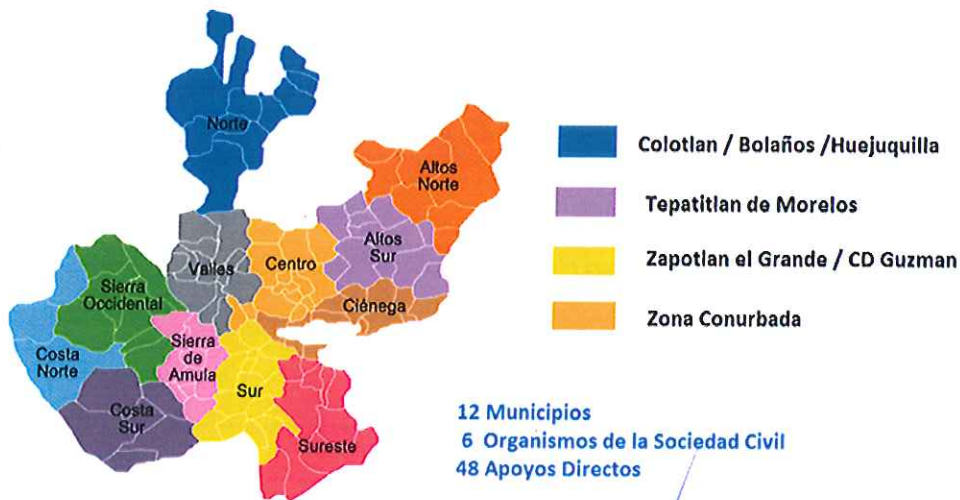 Norte
Altos
Norte
Altos
Sur
Valles
Centro
Ciénega
Sierra
Occidental
Costa
Norte
Sierra
de
Amula
Sur
Costa
Sur
Sureste
Colotlan / Bolaños /Huejuquilla
Tepatitlan de Morelos
Zapotlan el Grande / CD Guzman
Zona Conurbada
12 Municipios
6 Organismos de la Sociedad Civil
48 Apoyos Directos